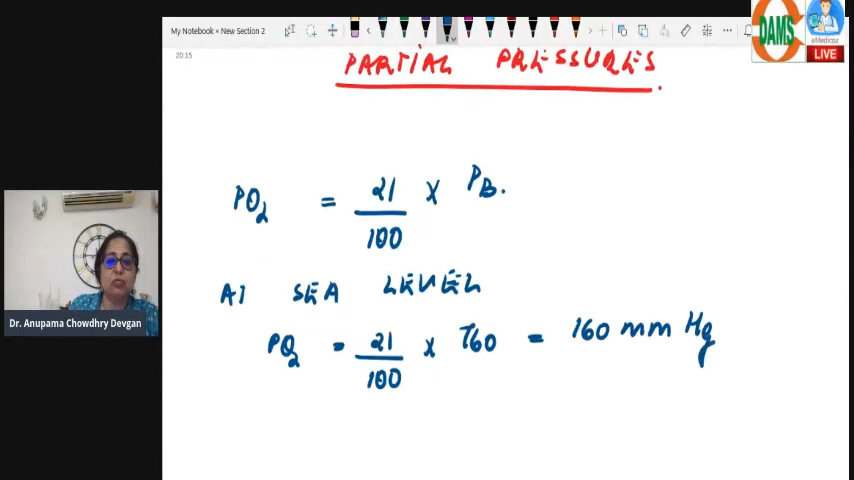 My Notebook » New Section 2
20:15
PARTIAL PRESSURES.
PO2 = 21/100 × PB.
AT SEA LEVEL
PO2 = 21/100 × 760 = 160 mm Hg
Dr. Anupama Chowdhry Devgan
DAMS
eMedicoz
LIVE